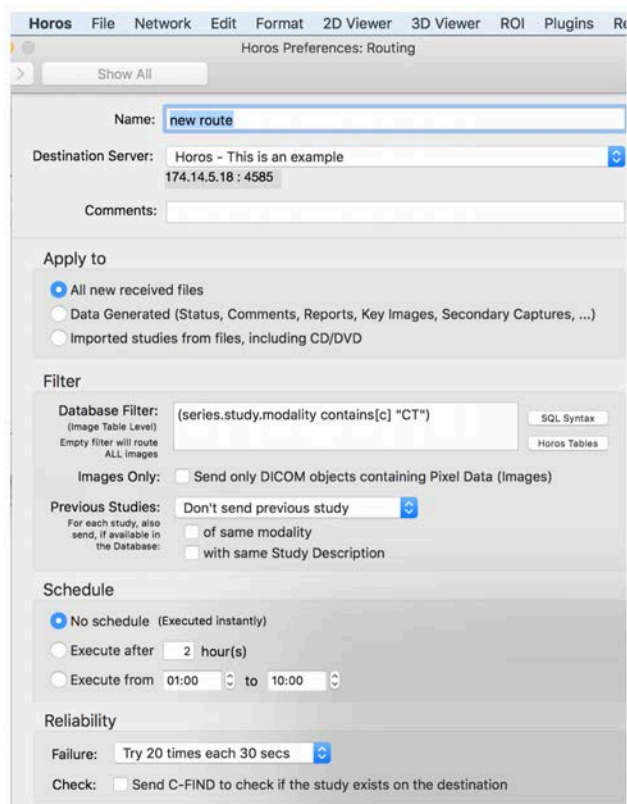 Horos File Network Edit Format 2D Viewer 3D Viewer ROI Plugins
Horos Preferences: Routing
Show All
Name: new route
Destination Server: Horos - This is an example
174.14.5.18 : 4585
Comments:
Apply to
All new received files
Data Generated (Status, Comments, Reports, Key Images, Secondary Captures, ...)
Imported studies from files, including CD/DVD
Filter
Database Filter: (series.study.modality contains[c] "CT") SQL Syntax
(Image Table Level)
Empty filter will route Horos Tables
ALL images
Images Only: Send only DICOM objects containing Pixel Data (Images)
Previous Studies: Don't send previous study
For each study, also
send, if available in of same modality
the Database:
with same Study Description
Schedule
No schedule (Executed instantly)
Execute after 2 hour(s)
Execute from 01:00 to 10:00
Reliability
Failure: Try 20 times each 30 secs
Check: Send C-FIND to check if the study exists on the destination